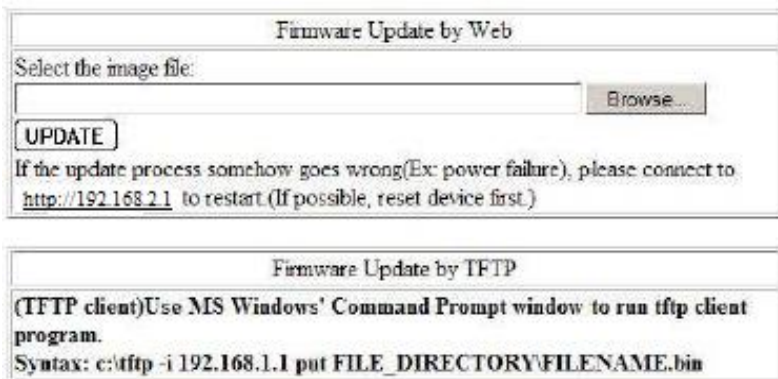 Firmware Update by Web
Select the image file:
Browse...
UPDATE
If the update process somehow goes wrong(Ex: power failure), please connect to
http://192.168.2.1 to restart.(If possible, reset device first.)
Firmware Update by TFTP
(TFTP client)Use MS Windows' Command Prompt window to run tftp client
program.
Syntax: c:\tftp -i 192.168.1.1 put FILE_DIRECTORY\FILENAME.bin